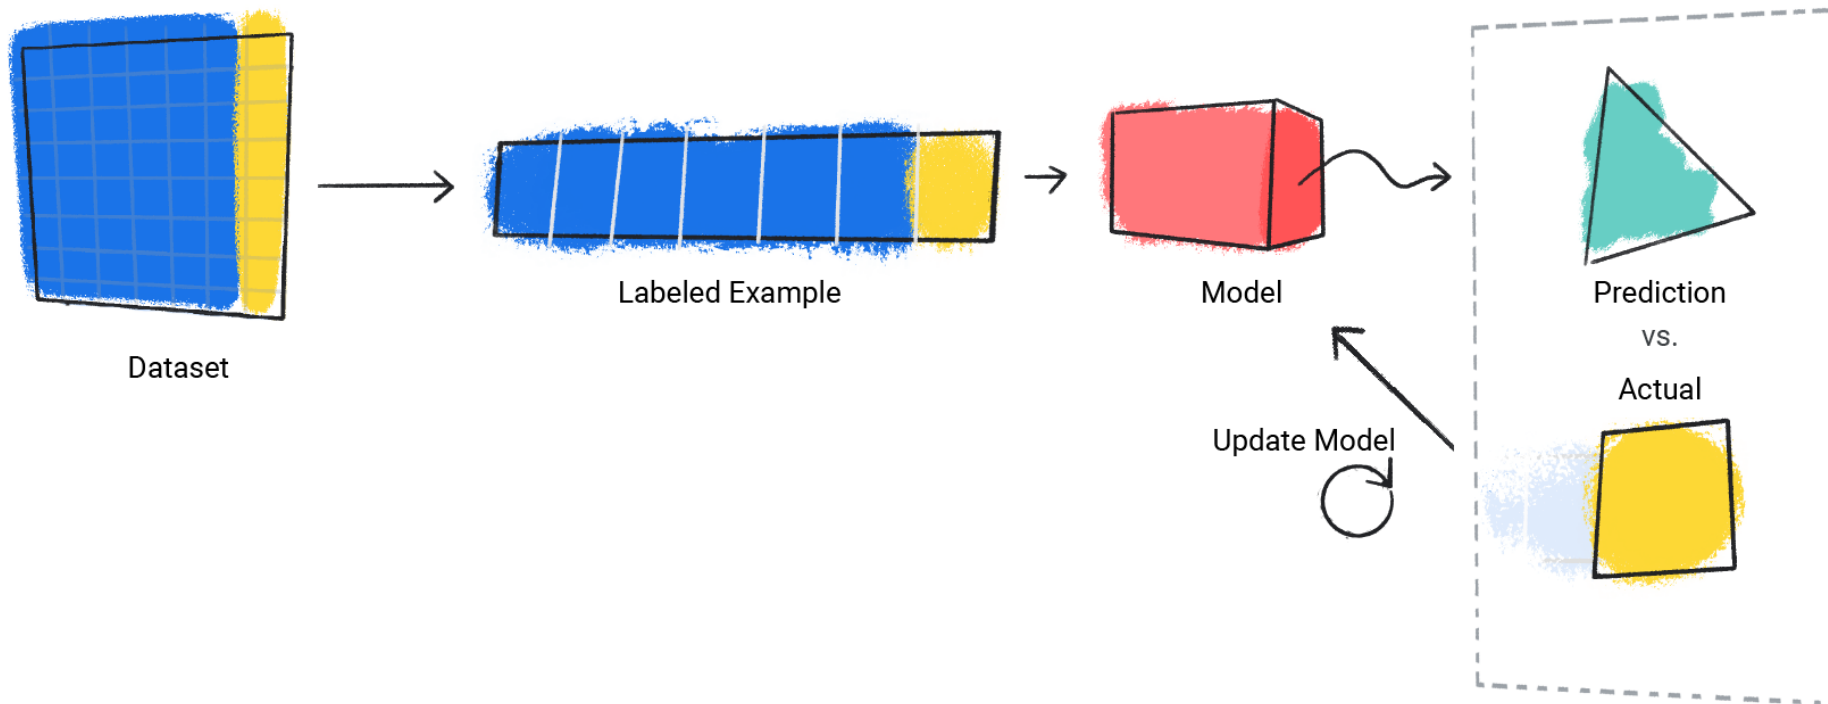 Dataset
Labeled Example
Model
Prediction
vs.
Actual
Update Model